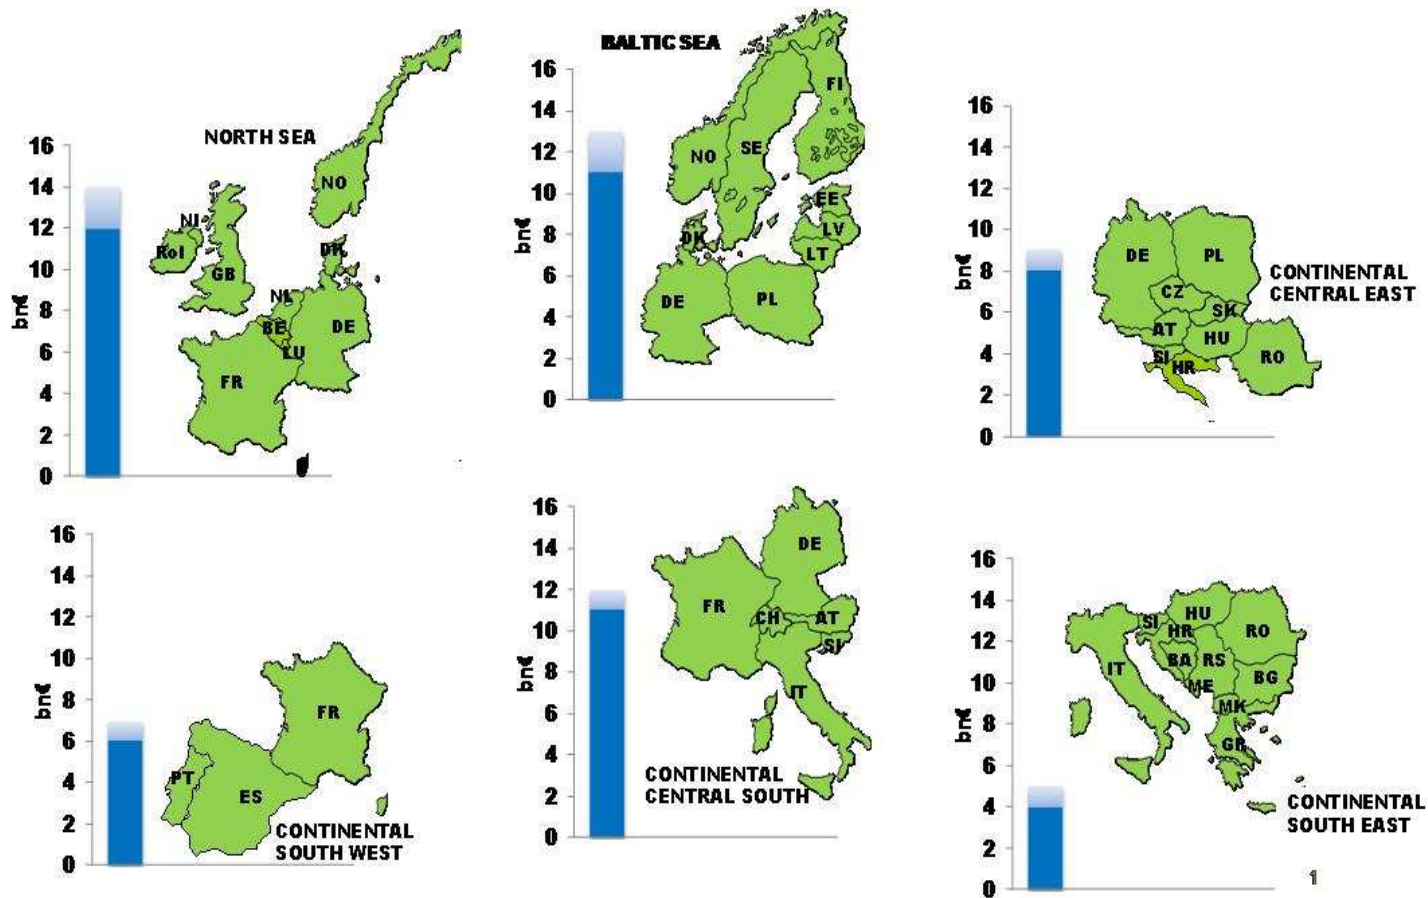 NORTH SEA
16
14
12
10
8
6
4
2
0
bn€
NO
NI
RoI
GB
DK
NL
BE
DE
LU
FR
BALTIC SEA
16
14
12
10
8
6
4
2
0
bn€
FI
NO
SE
EE
DK
LV
LT
DE
PL
16
14
12
10
8
6
4
2
0
bn€
DE
PL
CZ
SK
AT
HU
SI
HR
RO
CONTINENTAL
CENTRAL EAST
16
14
12
10
8
6
4
2
0
bn€
FR
PT
ES
CONTINENTAL
SOUTH WEST
16
14
12
10
8
6
4
2
0
bn€
DE
FR
CH
AT
SI
IT
CONTINENTAL
CENTRAL SOUTH
16
14
12
10
8
6
4
2
0
bn€
HU
SI
HR
RO
IT
BA
RS
BG
ME
MK
GR
CONTINENTAL
SOUTH EAST
1